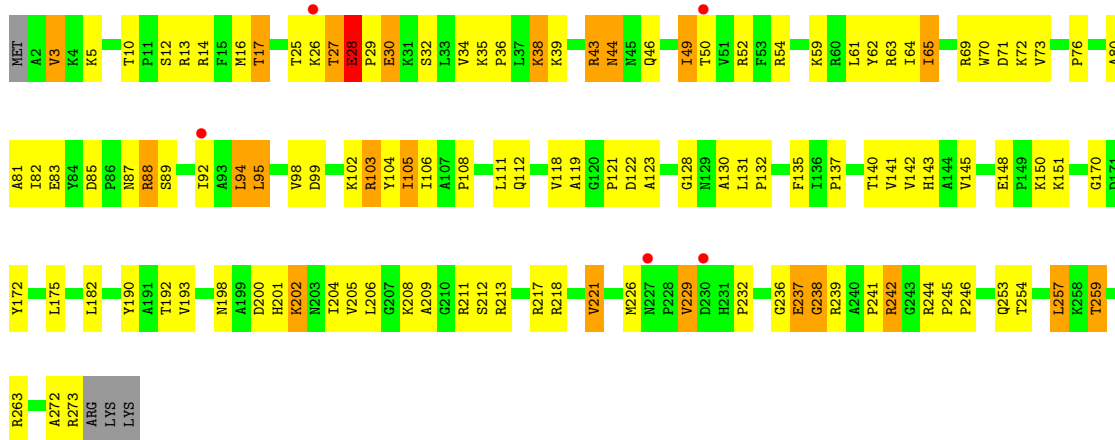 MET A2 V3 K4 K5 T10 P11 S12 R13 R14 F15 M16 T17 T25 K26 T27 E28 P29 E30 K31 S32 L33 V34 K35 P36 L37 K38 K39 R43 N44 N45 Q46 I49 T50 V51 R52 F53 R54 K59 R60 L61 Y62 R63 I64 I65 R69 W70 D71 K72 V73 P76 A80
A81 I82 E83 Y84 D85 P86 N87 R88 S89 I92 A93 L94 L95 V98 D99 K102 R103 Y104 I105 I106 A107 P108 L111 Q112 V118 A119 G120 P121 D122 A123 G128 N129 A130 L131 P132 F135 I136 P137 T140 V141 V142 H143 A144 V145 E148 P149 K150 K151 G170
Y172 L175 L182 Y190 A191 T192 V193 N198 A199 D200 H201 K202 N203 I204 V205 L206 G207 K208 A209 G210 R211 S212 R213 R217 R218 V221 M226 N227 P228 V229 D230 H231 P232 G236 E237 G238 R239 A240 P241 R242 G243 R244 P245 P246 Q253 T254 L257 K258 T259
R263 A272 R273 ARG LYS LYS